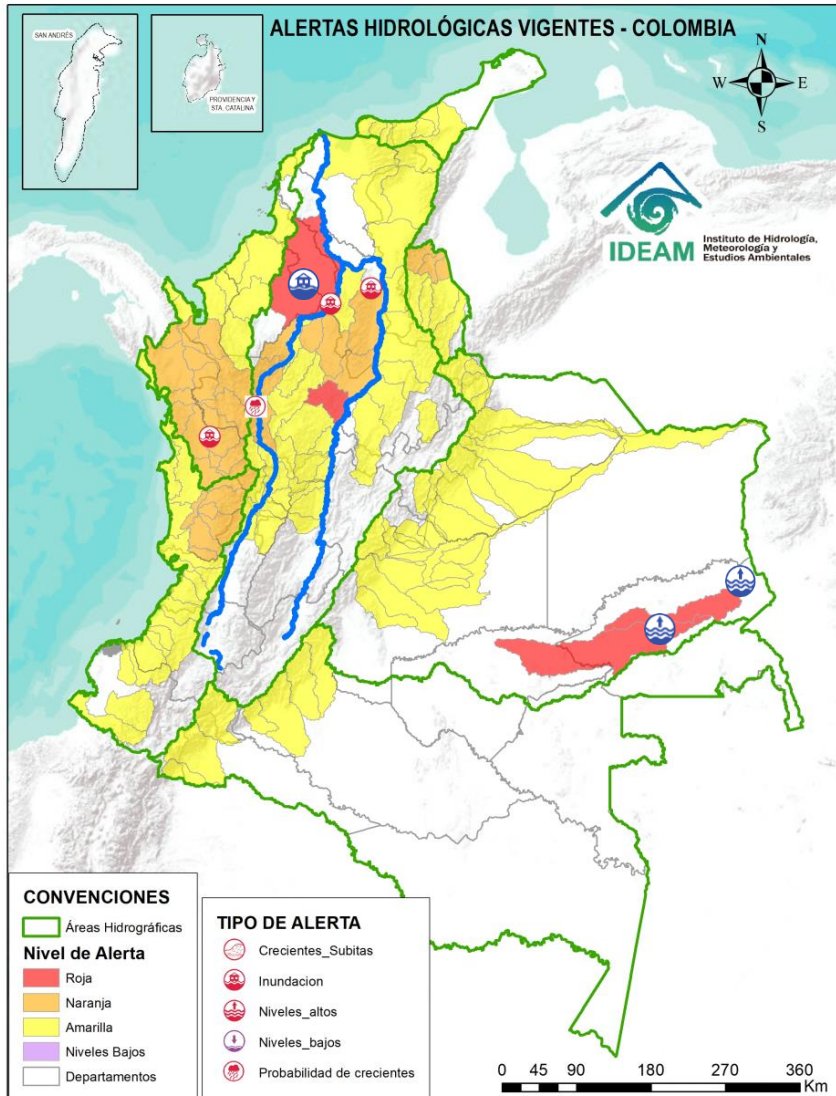 ALERTAS HIDROLÓGICAS VIGENTES - COLOMBIA
SAN ANDRÉS
PROVIDENCIA Y
STA. CATALINA
N
W
E
S
IDEAM
Instituto de Hidrología,
Meteorología y
Estudios Ambientales
CONVENCIONES
Áreas Hidrográficas
Nivel de Alerta
Roja
Naranja
Amarilla
Niveles Bajos
Departamentos
TIPO DE ALERTA
Crecientes_Subitas
Inundacion
Niveles_altos
Niveles_bajos
Probabilidad de crecientes
0 45 90 180 270 360
Km